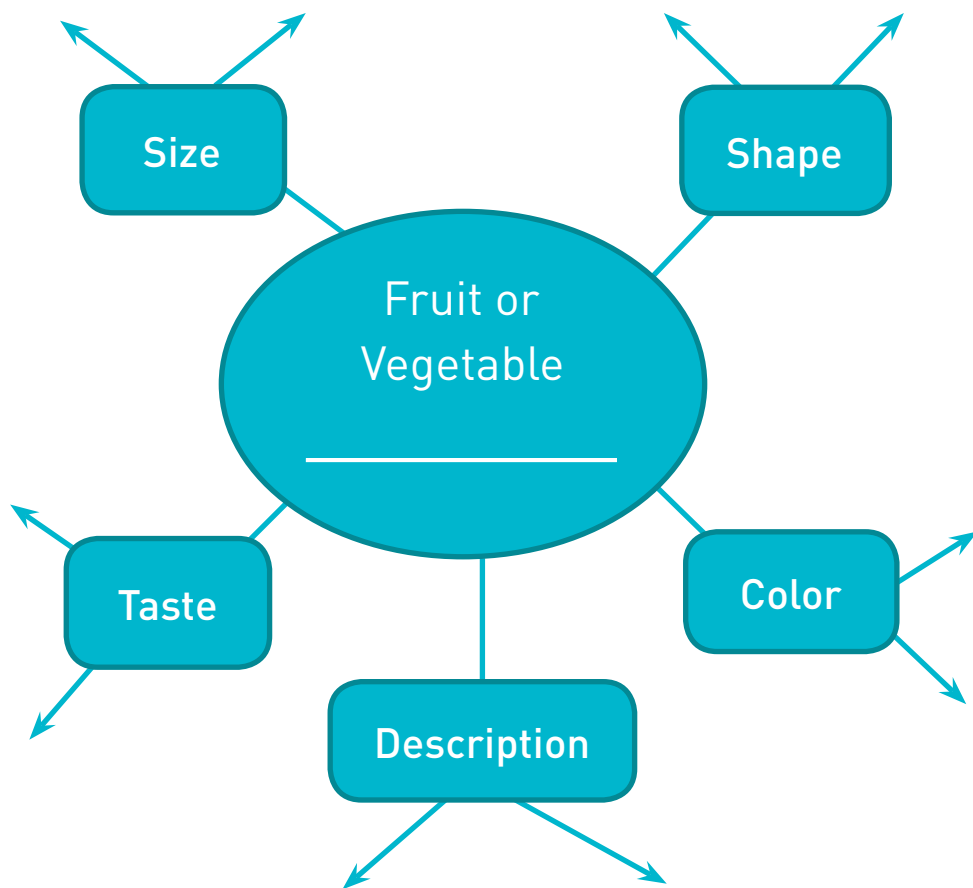 Size
Shape
Fruit or
Vegetable
Taste
Color
Description